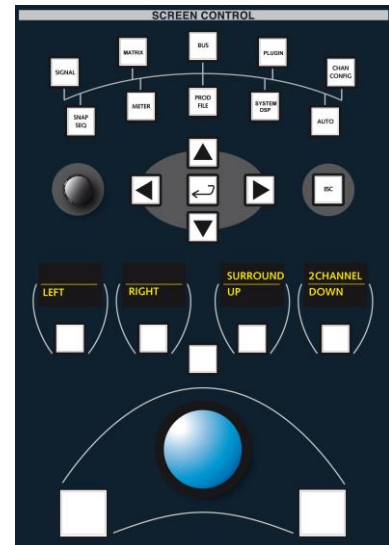 SCREEN CONTROL
BUS
MATRIX
PLUGIN
SIGNAL
CHAN
CONFIG
SNAP
SEQ
METER
PROD
FILE
SYSTEM
DSP
AUTO
ESC
SURROUND
2CHANNEL
LEFT
RIGHT
UP
DOWN